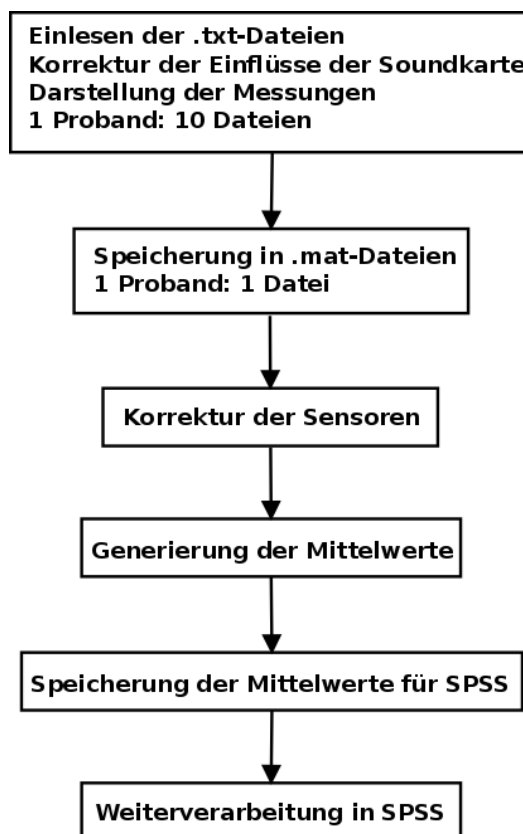 Einlesen der .txt-Dateien
Korrektur der Einflüsse der Soundkarte
Darstellung der Messungen
1 Proband: 10 Dateien
Speicherung in .mat-Dateien
1 Proband: 1 Datei
Korrektur der Sensoren
Generierung der Mittelwerte
Speicherung der Mittelwerte für SPSS
Weiterverarbeitung in SPSS